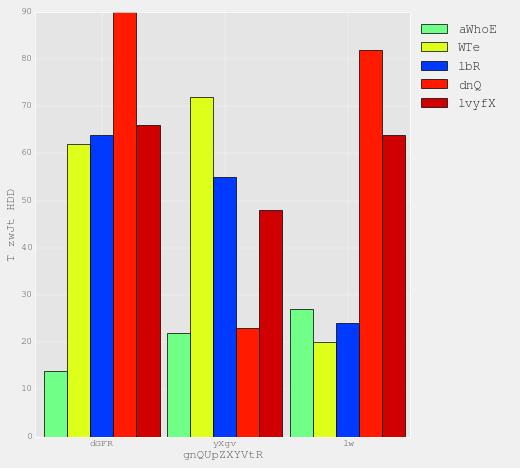 90
80
70
60
50
40
30
20
10
0
T zwJt HDD
dGFR yXgv lw
gnQUpZXYVtR
aWhoE
WTe
lbR
dnQ
lvyfX